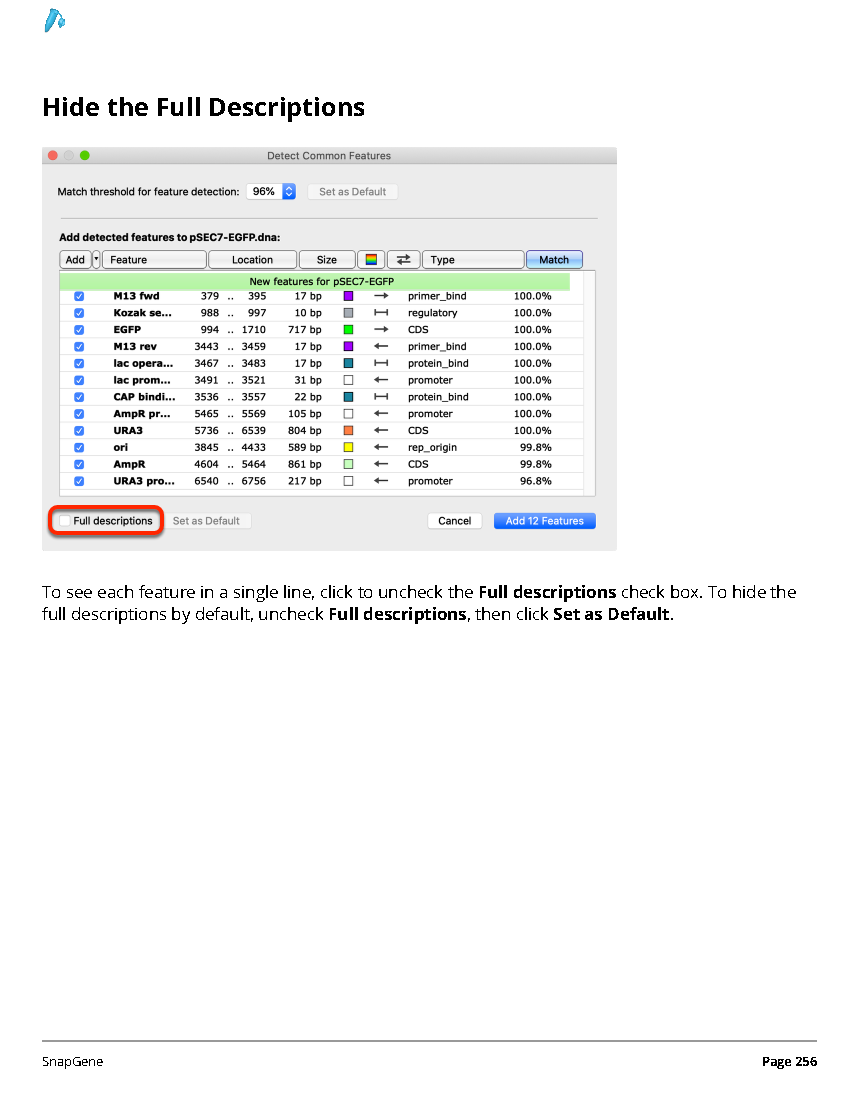 Hide the Full Descriptions
Detect Common Features
Match threshold for feature detection: 96% Set as Default
Add detected features to pSEC7-EGFP.dna:
Add Feature Location Size Type Match
New features for pSEC7-EGFP
M13 fwd 379 .. 395 17 bp primer_bind 100.0%
Kozak se... 988 .. 997 10 bp regulatory 100.0%
EGFP 994 .. 1710 717 bp CDS 100.0%
M13 rev 3443 .. 3459 17 bp primer_bind 100.0%
lac opera... 3467 .. 3483 17 bp protein_bind 100.0%
lac prom... 3491 .. 3521 31 bp promoter 100.0%
CAP bindi... 3536 .. 3557 22 bp protein_bind 100.0%
AmpR pr... 5465 .. 5569 105 bp promoter 100.0%
URA3 5736 .. 6539 804 bp CDS 100.0%
ori 3845 .. 4433 589 bp rep_origin 99.8%
AmpR 4604 .. 5464 861 bp CDS 99.8%
URA3 pro... 6540 .. 6756 217 bp promoter 96.8%
Full descriptions Set as Default Cancel Add 12 Features
To see each feature in a single line, click to uncheck the Full descriptions check box. To hide the
full descriptions by default, uncheck Full descriptions, then click Set as Default.
SnapGene Page 256